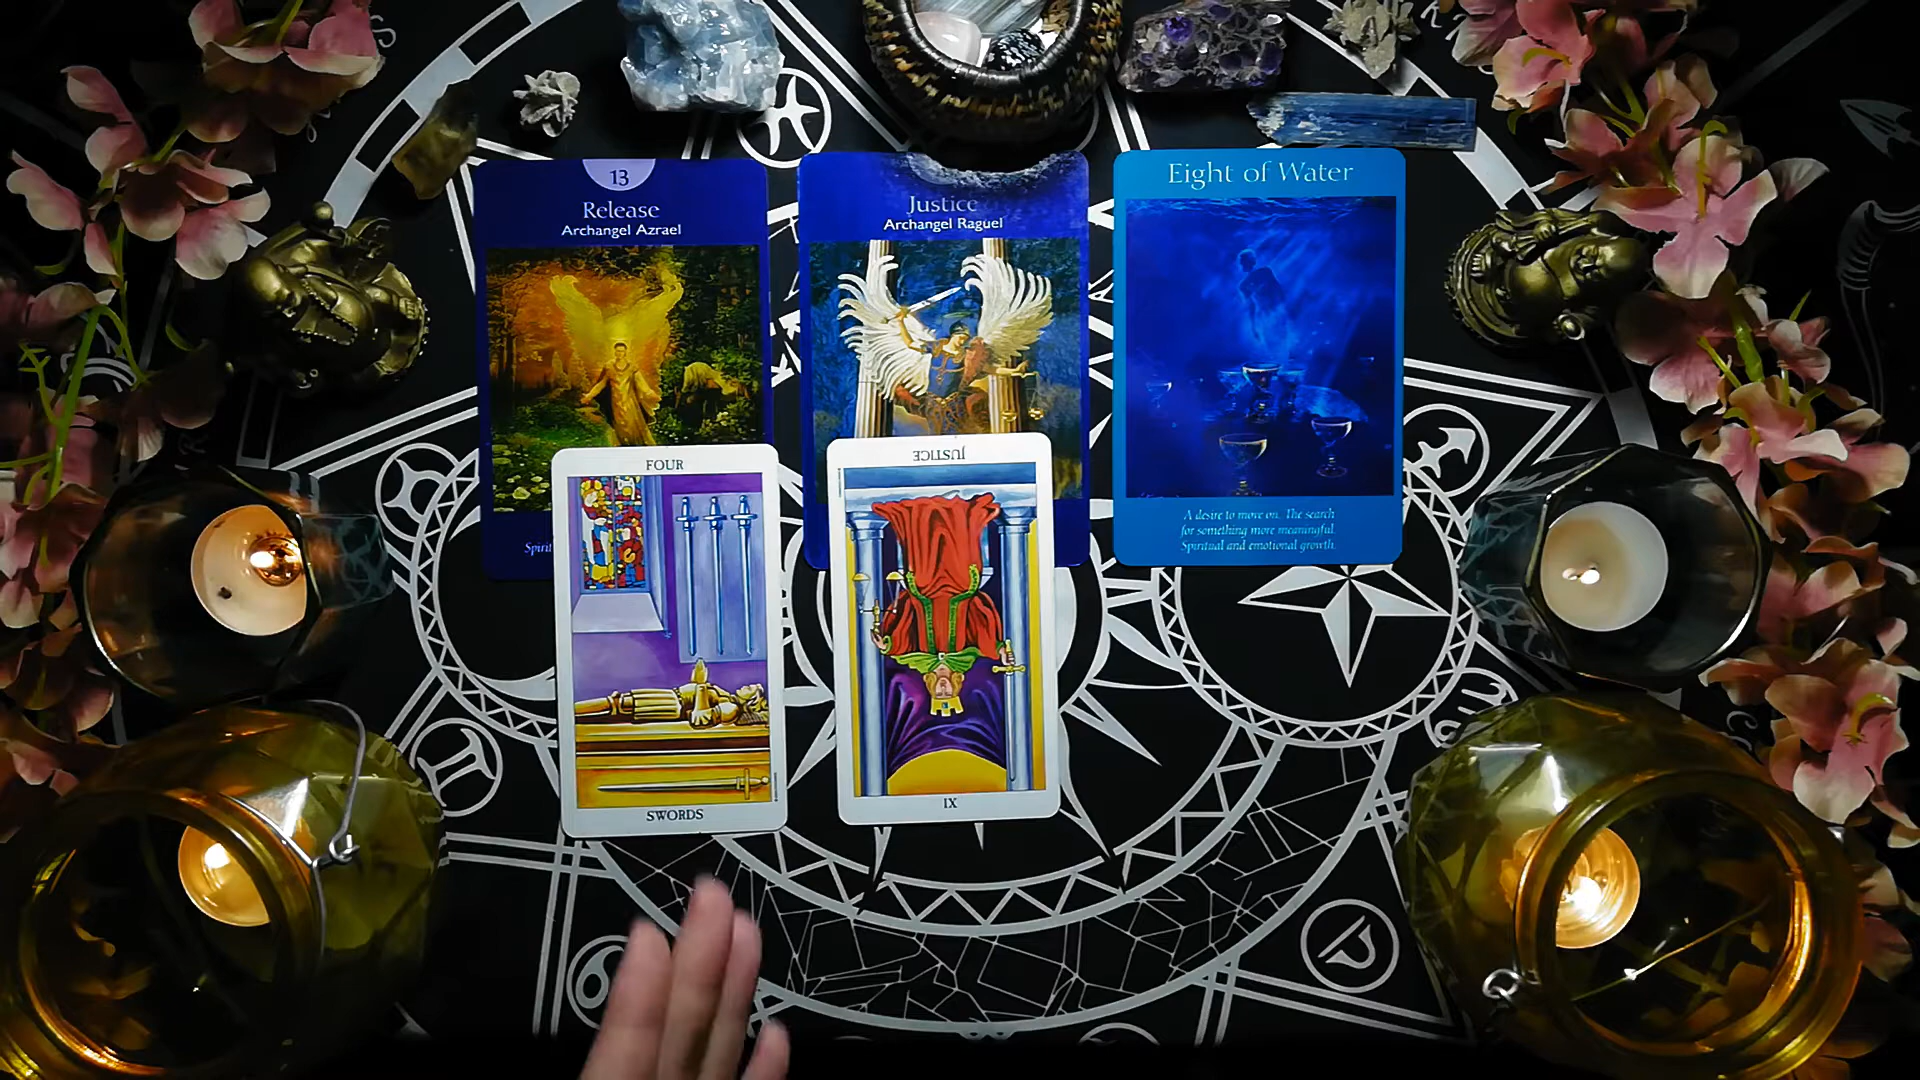 13
Release
Archangel Azrael
Spirit
Justice
Archangel Raguel
Eight of Water
A desire to move on. The search
for something more meaningful.
Spiritual and emotional growth.
FOUR
SWORDS
JUSTICE
XI